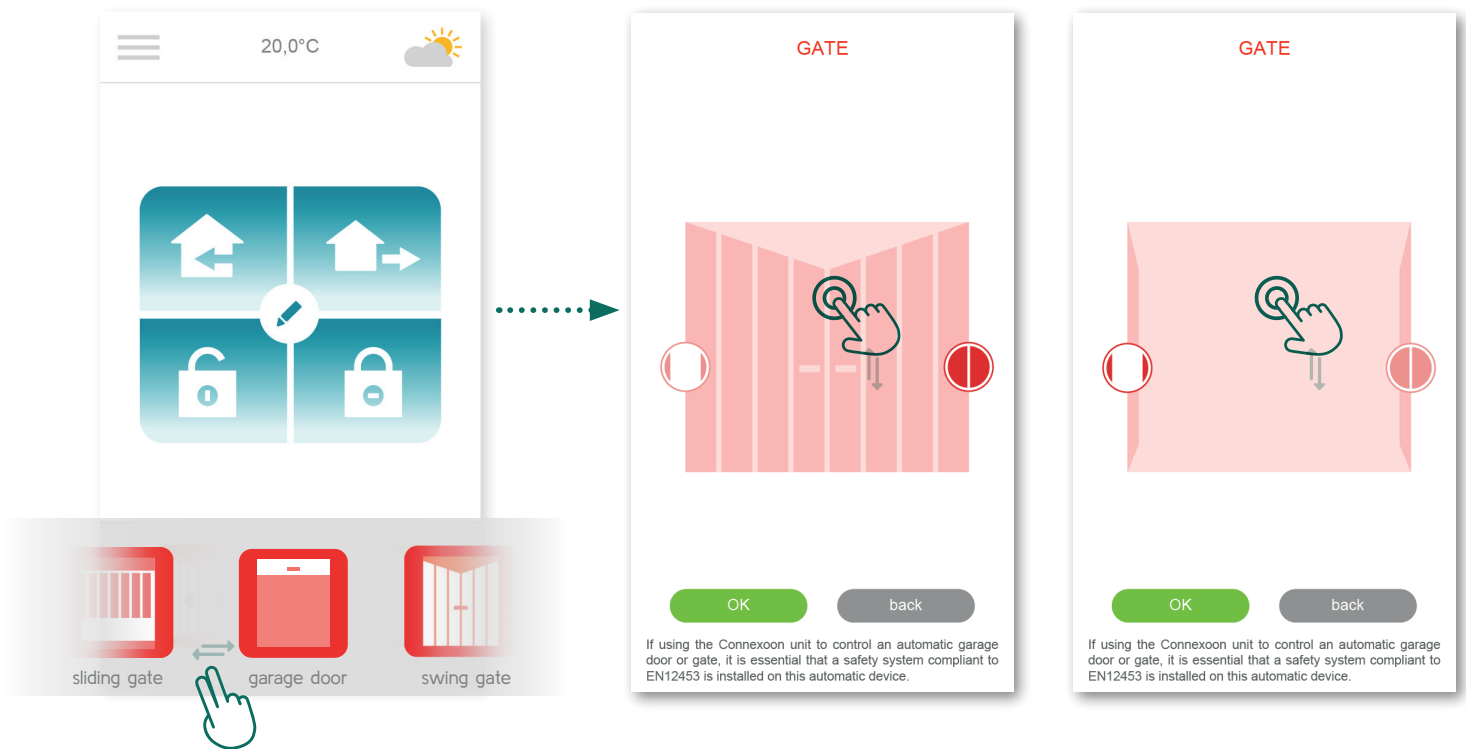 20,0°C
sliding gate
garage door
swing gate
GATE
OK
back
If using the Connexoon unit to control an automatic garage
door or gate, it is essential that a safety system compliant to
EN12453 is installed on this automatic device.
GATE
OK
back
If using the Connexoon unit to control an automatic garage
door or gate, it is essential that a safety system compliant to
EN12453 is installed on this automatic device.